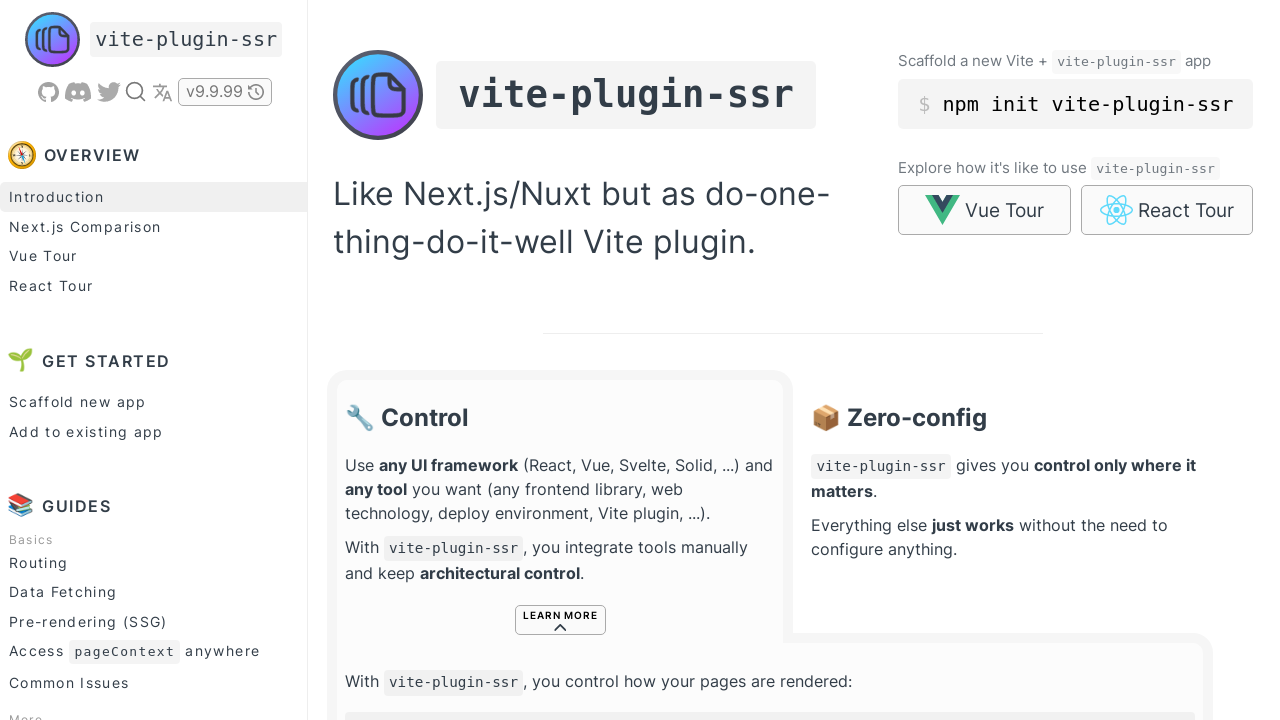 vite-plugin-ssr
v9.9.99
OVERVIEW
Introduction
Next.js Comparison
Vue Tour
React Tour
GET STARTED
Scaffold new app
Add to existing app
GUIDES
Basics
Routing
Data Fetching
Pre-rendering (SSG)
Access pageContext anywhere
Common Issues
More
vite-plugin-ssr
Like Next.js/Nuxt but as do-one-
thing-do-it-well Vite plugin.
Scaffold a new Vite + vite-plugin-ssr app
$ npm init vite-plugin-ssr
Explore how it's like to use vite-plugin-ssr
Vue Tour
React Tour
🔧 Control
Use any UI framework (React, Vue, Svelte, Solid, ...) and
any tool you want (any frontend library, web
technology, deploy environment, Vite plugin, ...).
With vite-plugin-ssr, you integrate tools manually
and keep architectural control.
LEARN MORE
📦 Zero-config
vite-plugin-ssr gives you control only where it
matters.
Everything else just works without the need to
configure anything.
With vite-plugin-ssr, you control how your pages are rendered: